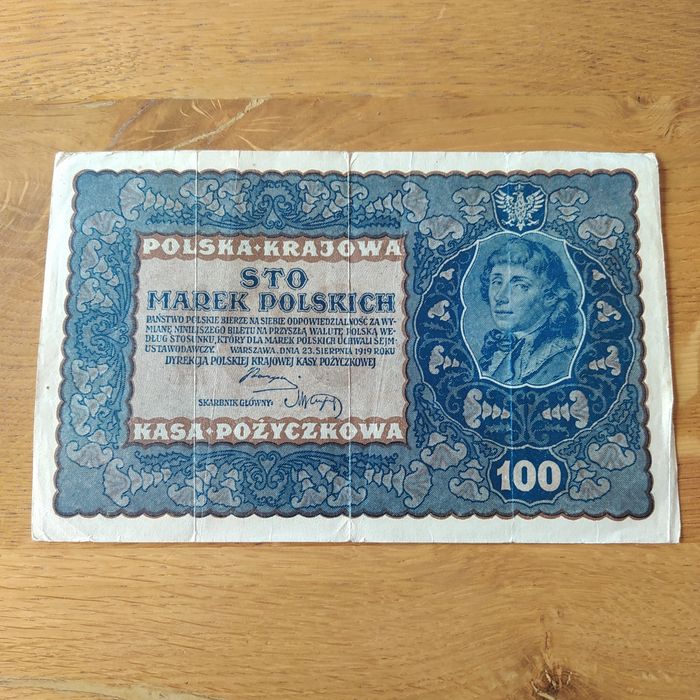 POLSKA KRAJOWA
STO
MAREK POLSKICH
PAŃSTWO POLSKIE BIERZE NA SIEBIE ODPOWIEDZIALNOŚĆ ZA WY-
MIANĘ NINIEJSZEGO BILETU NA PRZYSZŁĄ WALUTĘ POLSKĄ WE-
DŁUG STOSUNKU, KTÓRY DLA MAREK POLSKICH UCHWALI SEJM
USTAWODAWCZY. WARSZAWA, DNIA 23. SIERPNIA 1919 ROKU
DYREKCJA POLSKIEJ KRAJOWEJ KASY POŻYCZKOWEJ
SKARBNIK GŁÓWNY:
KASA POŻYCZKOWA
100